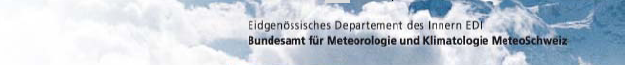 Eidgenössisches Departement des Innern EDI
Bundesamt für Meteorologie und Klimatologie MeteoSchweiz